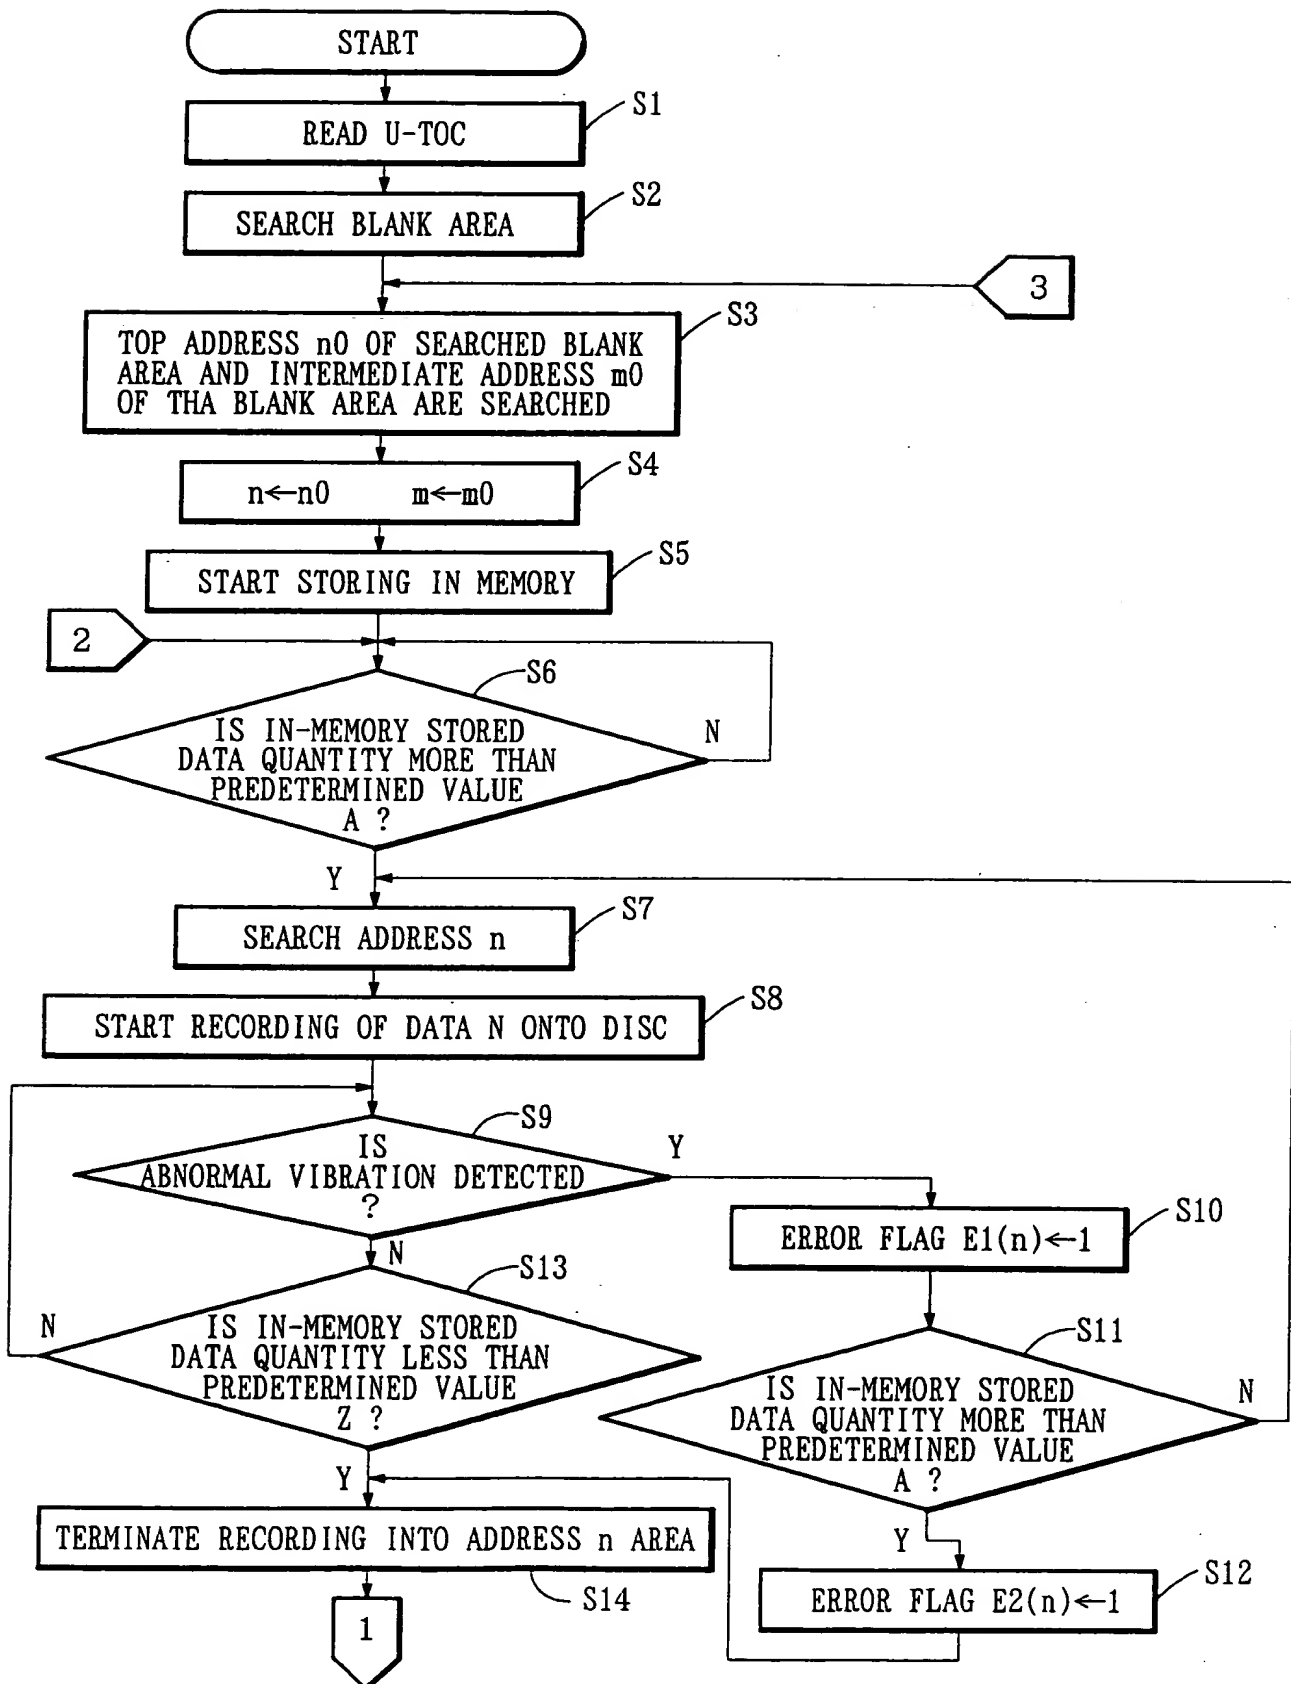 START
S1
READ U-TOC
S2
SEARCH BLANK AREA
3
S3
TOP ADDRESS n0 OF SEARCHED BLANK
AREA AND INTERMEDIATE ADDRESS m0
OF THA BLANK AREA ARE SEARCHED
S4
n←n0 m←m0
S5
START STORING IN MEMORY
2
S6
IS IN-MEMORY STORED
DATA QUANTITY MORE THAN
PREDETERMINED VALUE
A ?
N
Y
S7
SEARCH ADDRESS n
S8
START RECORDING OF DATA N ONTO DISC
S9
IS
ABNORMAL VIBRATION DETECTED
?
Y
N
S10
ERROR FLAG E1(n)←1
S13
IS IN-MEMORY STORED
DATA QUANTITY LESS THAN
PREDETERMINED VALUE
Z ?
N
Y
S11
IS IN-MEMORY STORED
DATA QUANTITY MORE THAN
PREDETERMINED VALUE
A ?
N
Y
TERMINATE RECORDING INTO ADDRESS n AREA
S14
S12
ERROR FLAG E2(n)←1
1